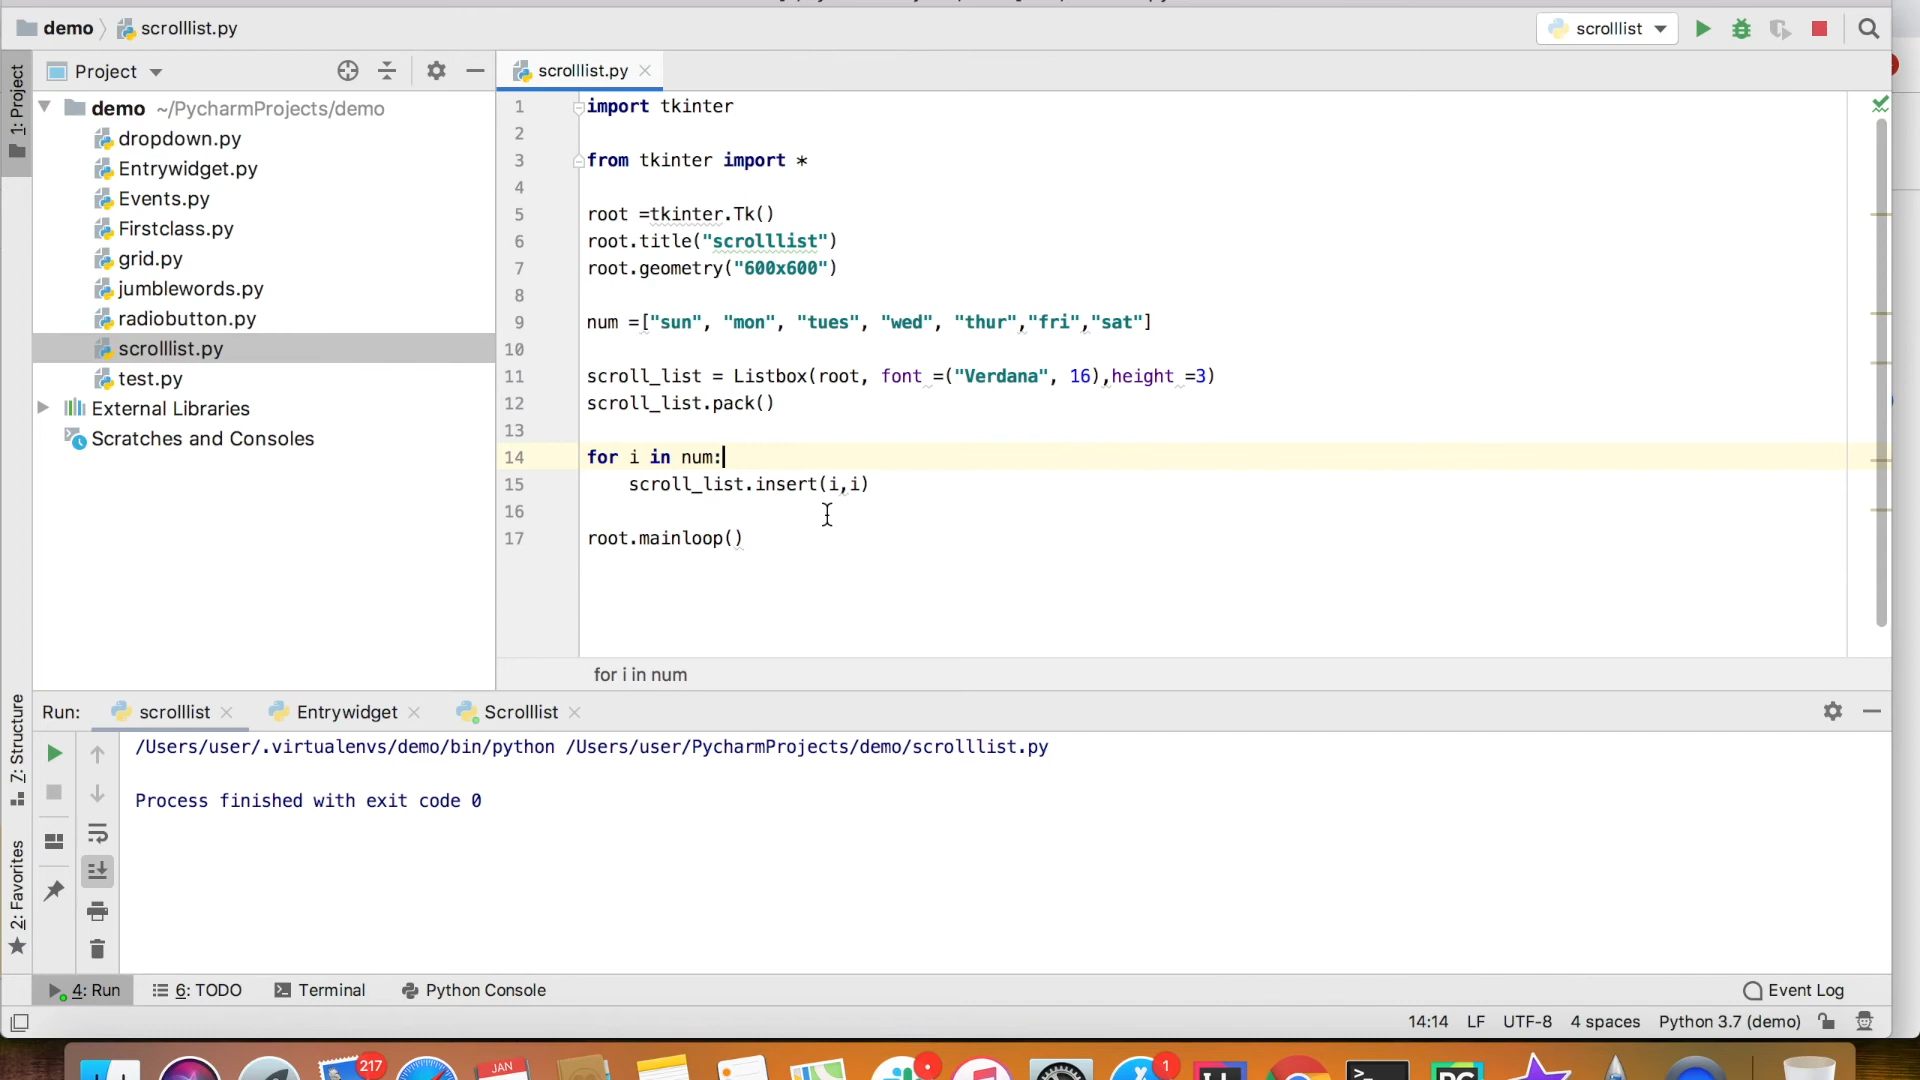 demo
scrolllist.py
scrolllist
1: Project
Project
demo ~/PycharmProjects/demo
dropdown.py
Entrywidget.py
Events.py
Firstclass.py
grid.py
jumblewords.py
radiobutton.py
scrolllist.py
test.py
External Libraries
Scratches and Consoles
scrolllist.py
1 import tkinter
2
3 from tkinter import *
4
5 root =tkinter.Tk()
6 root.title("scrolllist")
7 root.geometry("600x600")
8
9 num =["sun", "mon", "tues", "wed", "thur","fri","sat"]
10
11 scroll_list = Listbox(root, font =("Verdana", 16),height =3)
12 scroll_list.pack()
13
14 for i in num:
15 scroll_list.insert(i,i)
16
17 root.mainloop()
for i in num
Z: Structure
2: Favorites
Run: scrolllist Entrywidget Scrolllist
/Users/user/.virtualenvs/demo/bin/python /Users/user/PycharmProjects/demo/scrolllist.py
Process finished with exit code 0
4: Run 6: TODO Terminal Python Console Event Log
14:14 LF UTF-8 4 spaces Python 3.7 (demo)
217
JAN
1
PC